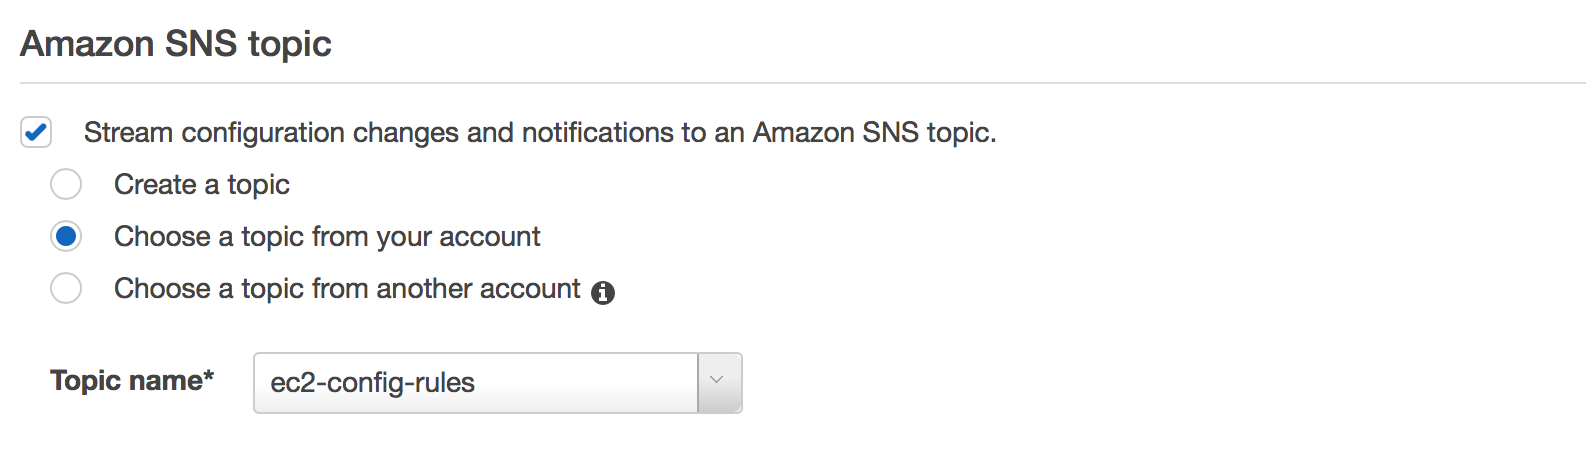 Amazon SNS topic
Stream configuration changes and notifications to an Amazon SNS topic.
Create a topic
Choose a topic from your account
Choose a topic from another account i
Topic name* ec2-config-rules